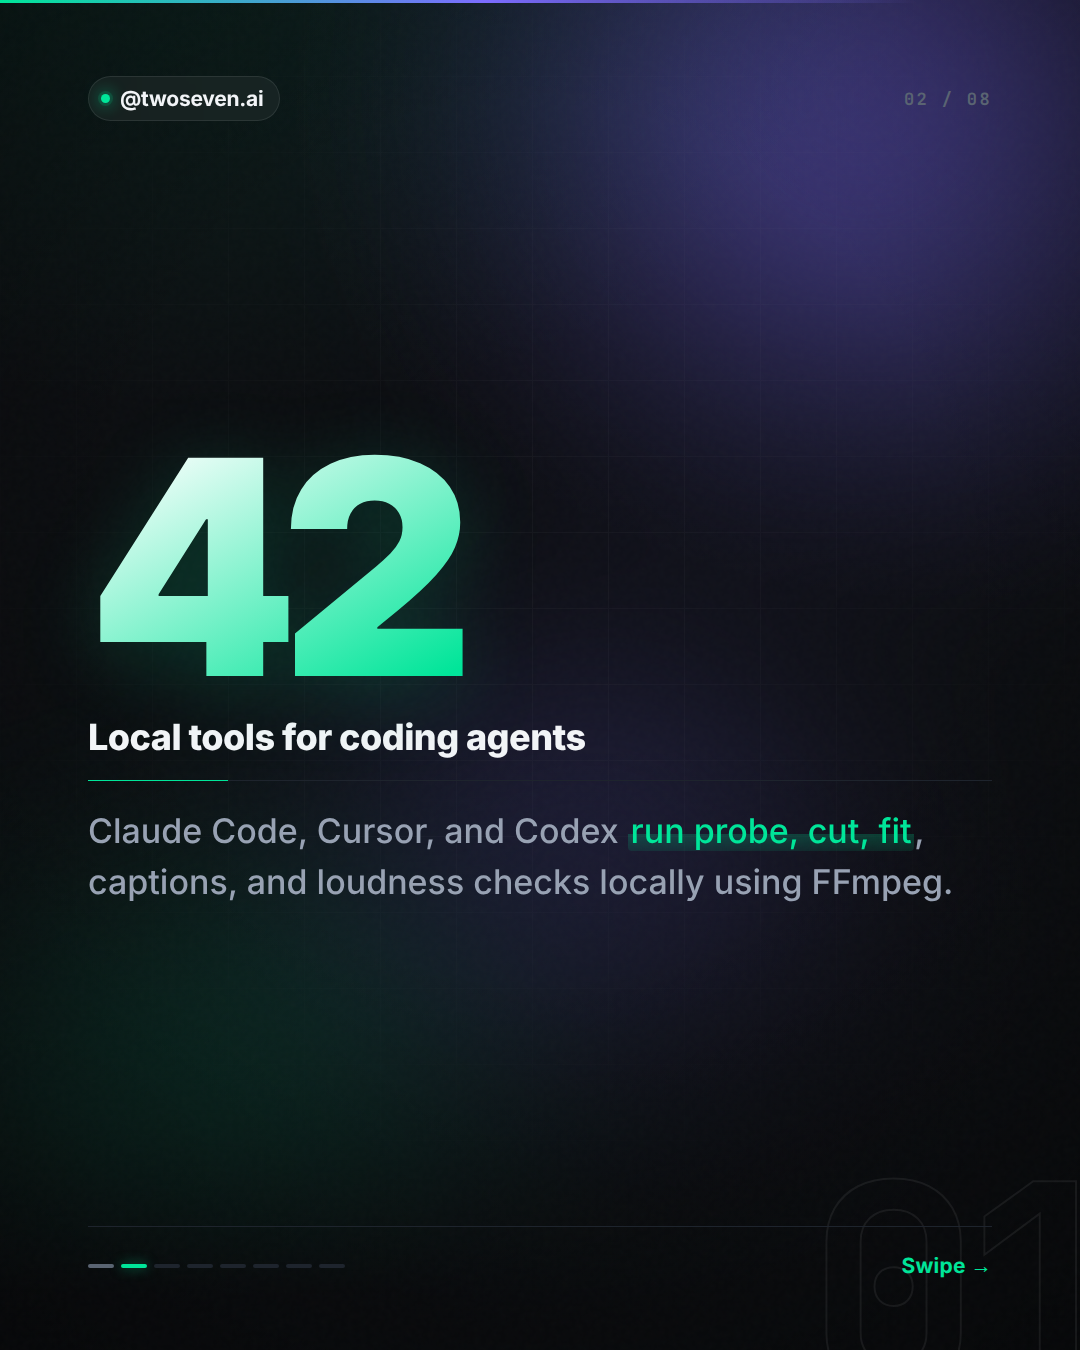 @twoseven.ai
02 / 08
42
Local tools for coding agents
Claude Code, Cursor, and Codex run probe, cut, fit,
captions, and loudness checks locally using FFmpeg.
01
Swipe →